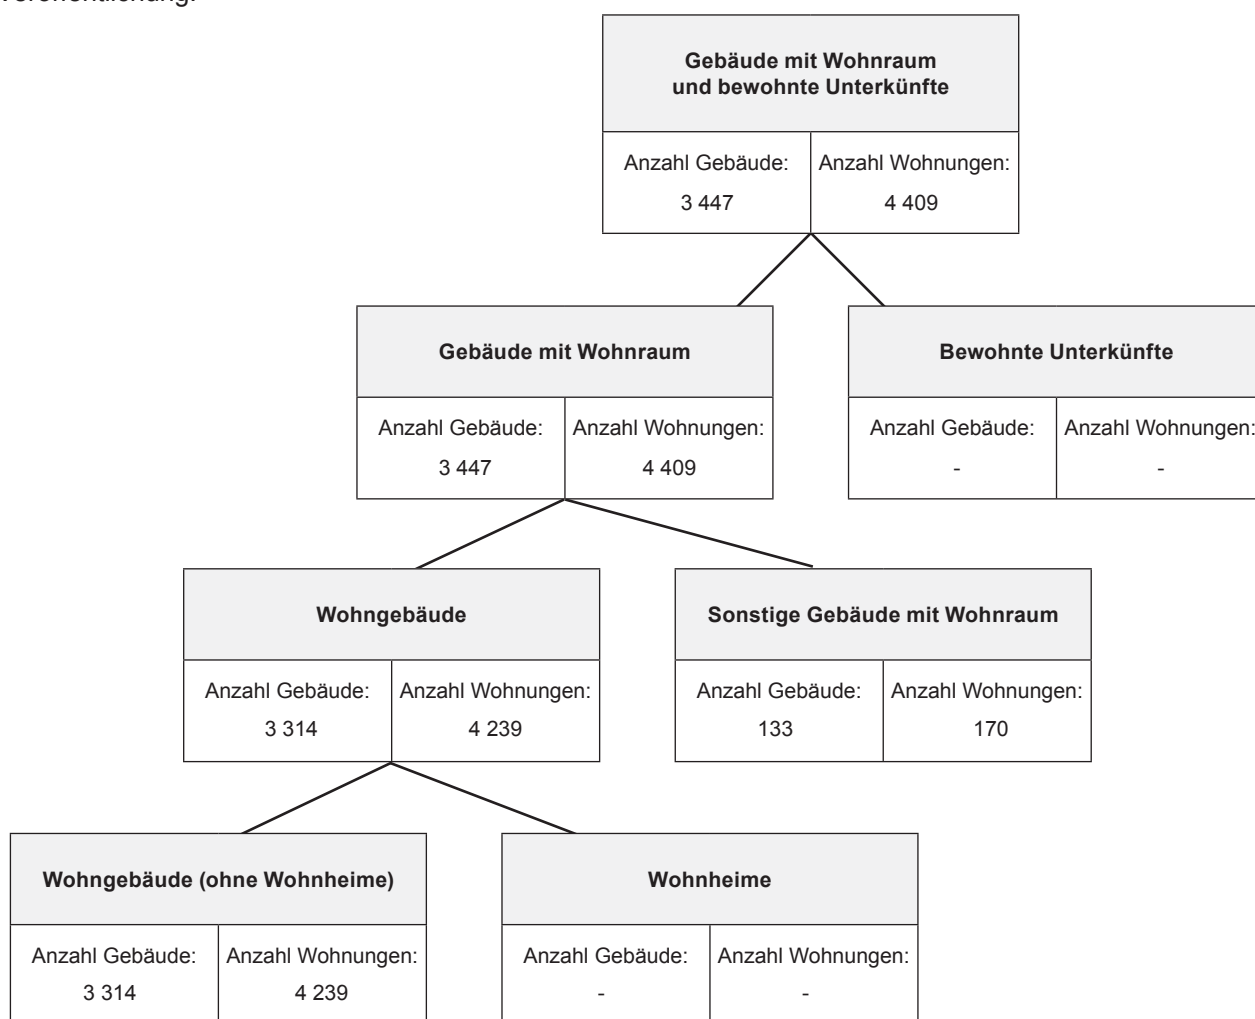 Veröffentlichung.
Gebäude mit Wohnraum
und bewohnte Unterkünfte
Anzahl Gebäude: Anzahl Wohnungen:
3 447 4 409
Gebäude mit Wohnraum Bewohnte Unterkünfte
Anzahl Gebäude: Anzahl Wohnungen: Anzahl Gebäude: Anzahl Wohnungen:
3 447 4 409 - -
Wohngebäude Sonstige Gebäude mit Wohnraum
Anzahl Gebäude: Anzahl Wohnungen: Anzahl Gebäude: Anzahl Wohnungen:
3 314 4 239 133 170
Wohngebäude (ohne Wohnheime) Wohnheime
Anzahl Gebäude: Anzahl Wohnungen: Anzahl Gebäude: Anzahl Wohnungen:
3 314 4 239 - -